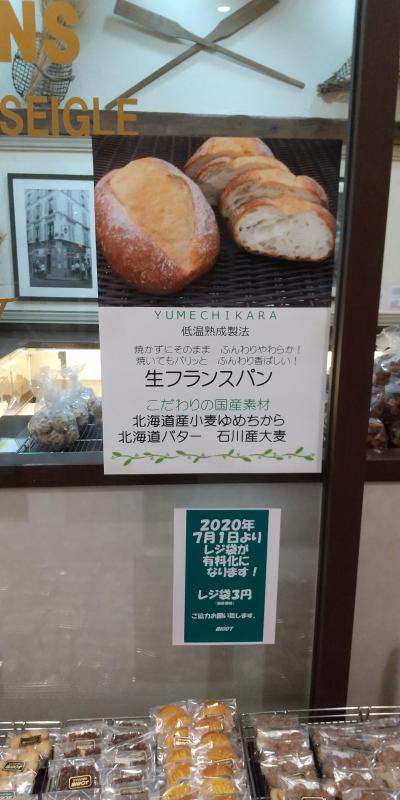 NS
SEIGLE
YUMECHIKARA
低温熟成製法
焼かずにそのまま ふんわりやわらか！
焼いてもパリッと ふんわり香ばしい！
生フランスパン
こだわりの国産素材
北海道産小麦ゆめちから
北海道バター 石川産大麦
2020年
7月1日より
レジ袋が
有料化に
なります！
レジ袋3円
ご協力お願い致します。
BIGOT